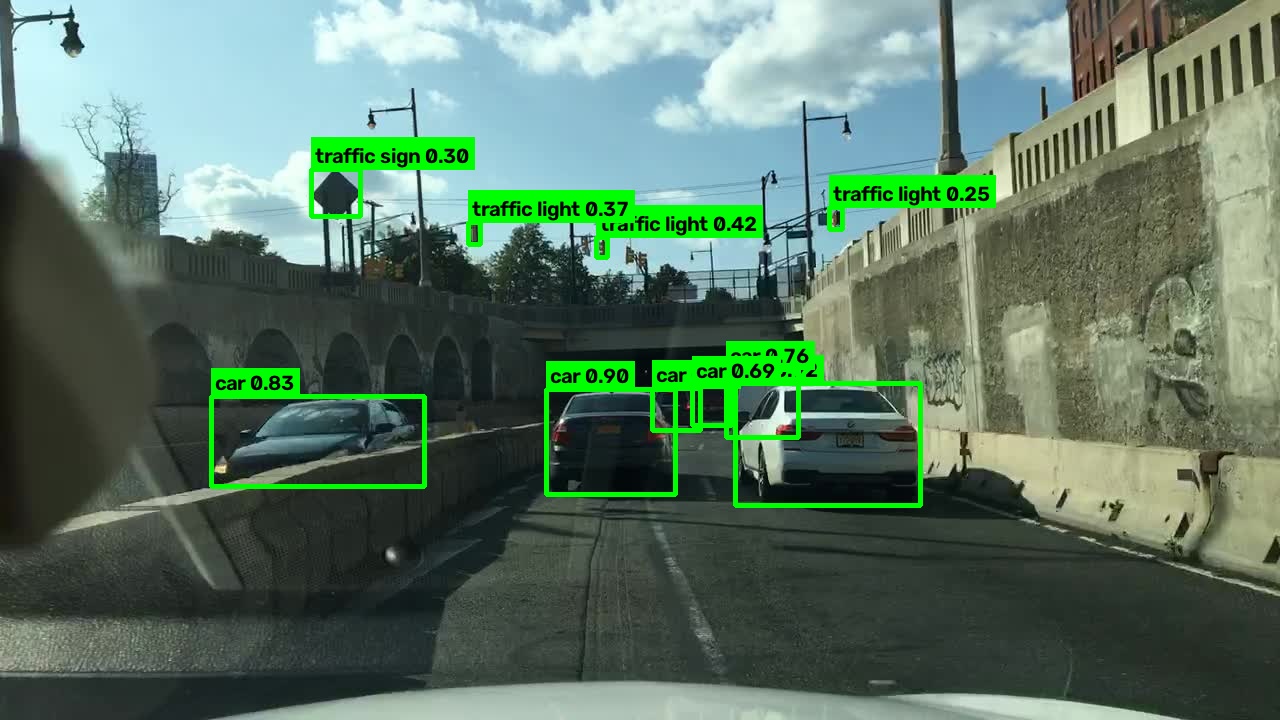 traffic sign 0.30
traffic light 0.25
traffic light 0.37
traffic light 0.42
car 0.76
car 0.69
car
car 0.90
car 0.83